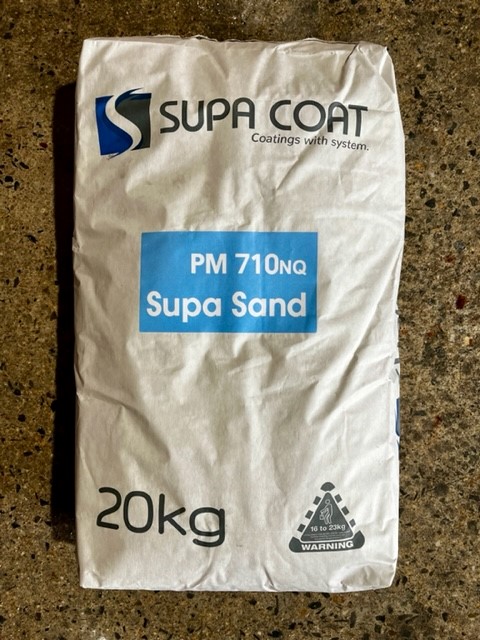 SUPA COAT
Coatings with system.
PM 710NQ
Supa Sand
20kg
16 to 23kg
WARNING